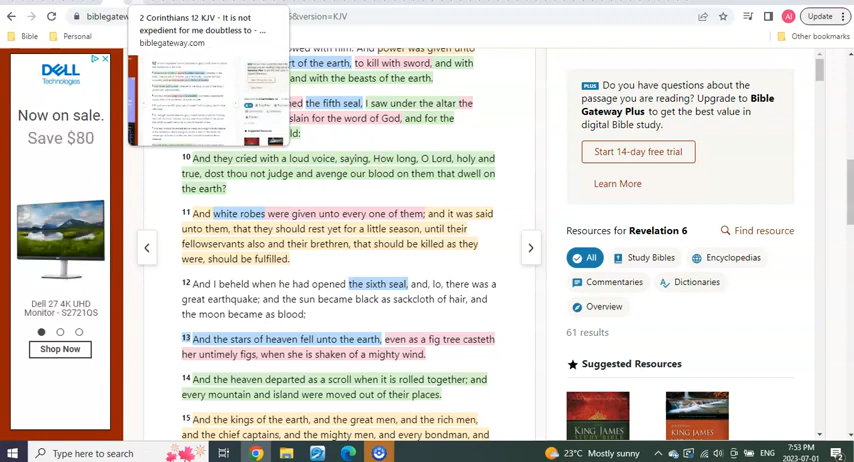 biblega
5&version=KJV
AI
Update
Bible
Personal
Other bookmarks
2 Corinthians 12 KJV - It is not
expedient for me doubtless to - ...
biblegateway.com
DELL
Technologies
Now on sale.
Save $80
Dell 27 4K UHD
Monitor - S2721QS
Shop Now
owed with him. And power was given unto
rt of the earth, to kill with sword, and with
and with the beasts of the earth.
ned the fifth seal, I saw under the altar the
slain for the word of God, and for the
ld:
10 And they cried with a loud voice, saying, How long, O Lord, holy and
true, dost thou not judge and avenge our blood on them that dwell on
the earth?
11 And white robes were given unto every one of them; and it was said
unto them, that they should rest yet for a little season, until their
fellowservants also and their brethren, that should be killed as they
were, should be fulfilled.
12 And I beheld when he had opened the sixth seal, and, lo, there was a
great earthquake; and the sun became black as sackcloth of hair, and
the moon became as blood;
13 And the stars of heaven fell unto the earth, even as a fig tree casteth
her untimely figs, when she is shaken of a mighty wind.
14 And the heaven departed as a scroll when it is rolled together; and
every mountain and island were moved out of their places.
15 And the kings of the earth, and the great men, and the rich men,
and the chief captains, and the mighty men, and every bondman, and
PLUS Do you have questions about the
passage you are reading? Upgrade to Bible
Gateway Plus to get the best value in
digital Bible study.
Start 14-day free trial
Learn More
Resources for Revelation 6
Find resource
All
Study Bibles
Encyclopedias
Commentaries
Dictionaries
Overview
61 results
Suggested Resources
KING JAMES
STUDY BIBLE
KING JAMES
Type here to search
23°C Mostly sunny
ENG
7:53 PM
2023-07-01
2